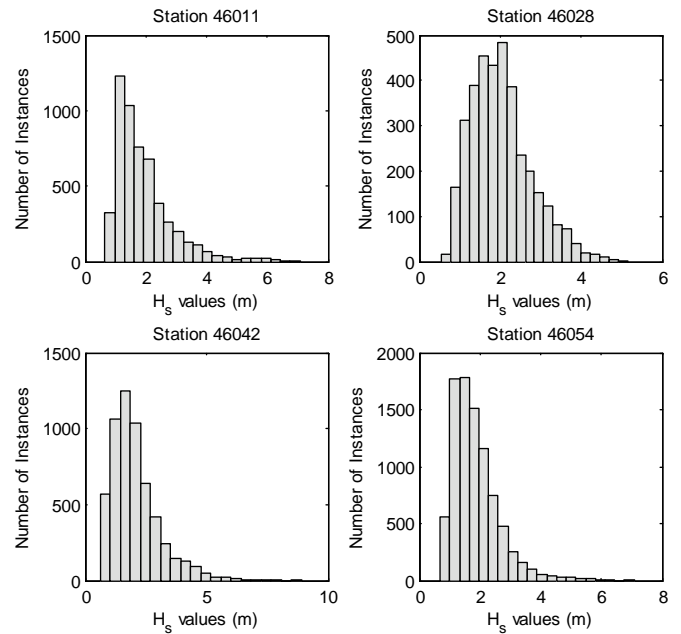 Station 46011
1500
1000
500
0
Number of Instances
0 2 4 6 8
H_s values (m)
Station 46028
500
400
300
200
100
0
Number of Instances
0 2 4 6
H_s values (m)
Station 46042
1500
1000
500
0
Number of Instances
0 5 10
H_s values (m)
Station 46054
2000
1500
1000
500
0
Number of Instances
0 2 4 6 8
H_s values (m)